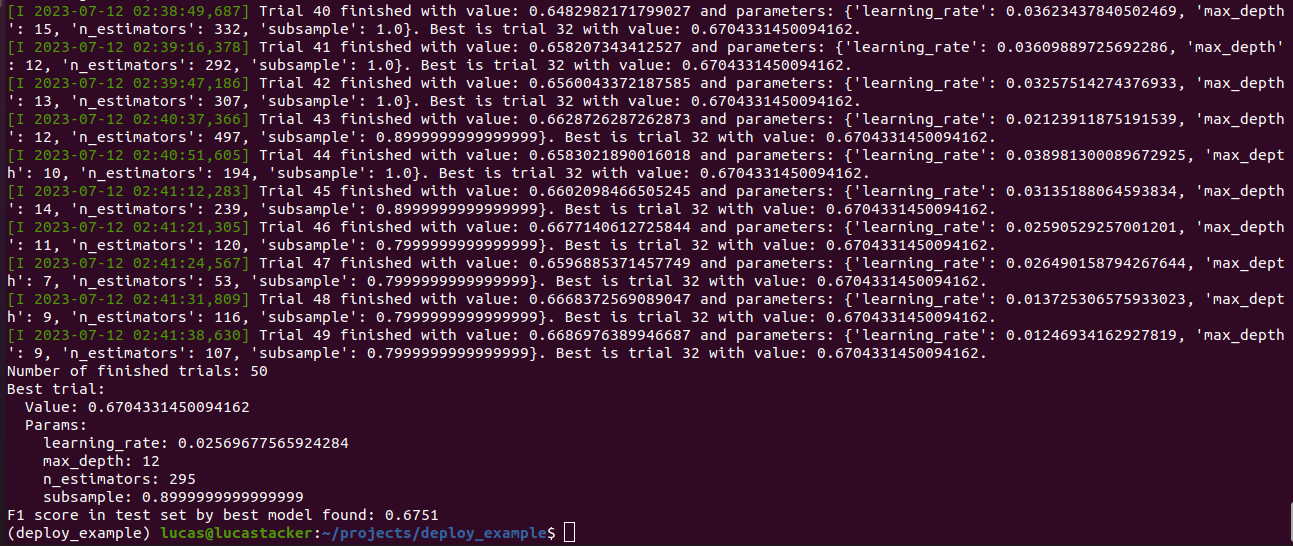 [I 2023-07-12 02:38:49,687] Trial 40 finished with value: 0.6482982171799027 and parameters: {'learning_rate': 0.03623437840502469, 'max_depth
': 15, 'n_estimators': 332, 'subsample': 1.0}. Best is trial 32 with value: 0.6704331450094162.
[I 2023-07-12 02:39:16,378] Trial 41 finished with value: 0.658207343412527 and parameters: {'learning_rate': 0.03609889725692286, 'max_depth'
: 12, 'n_estimators': 292, 'subsample': 1.0}. Best is trial 32 with value: 0.6704331450094162.
[I 2023-07-12 02:39:47,186] Trial 42 finished with value: 0.6560043372187585 and parameters: {'learning_rate': 0.03257514274376933, 'max_depth
': 13, 'n_estimators': 307, 'subsample': 1.0}. Best is trial 32 with value: 0.6704331450094162.
[I 2023-07-12 02:40:37,366] Trial 43 finished with value: 0.6628726287262873 and parameters: {'learning_rate': 0.02123911875191539, 'max_depth
': 12, 'n_estimators': 497, 'subsample': 0.8999999999999999}. Best is trial 32 with value: 0.6704331450094162.
[I 2023-07-12 02:40:51,605] Trial 44 finished with value: 0.6583021890016018 and parameters: {'learning_rate': 0.038981300089672925, 'max_dept
h': 10, 'n_estimators': 194, 'subsample': 1.0}. Best is trial 32 with value: 0.6704331450094162.
[I 2023-07-12 02:41:12,283] Trial 45 finished with value: 0.6602098466505245 and parameters: {'learning_rate': 0.03135188064593834, 'max_depth
': 14, 'n_estimators': 239, 'subsample': 0.8999999999999999}. Best is trial 32 with value: 0.6704331450094162.
[I 2023-07-12 02:41:21,305] Trial 46 finished with value: 0.6677140612725844 and parameters: {'learning_rate': 0.02590529257001201, 'max_depth
': 11, 'n_estimators': 120, 'subsample': 0.7999999999999999}. Best is trial 32 with value: 0.6704331450094162.
[I 2023-07-12 02:41:24,567] Trial 47 finished with value: 0.6596885371457749 and parameters: {'learning_rate': 0.026490158794267644, 'max_dept
h': 7, 'n_estimators': 53, 'subsample': 0.7999999999999999}. Best is trial 32 with value: 0.6704331450094162.
[I 2023-07-12 02:41:31,809] Trial 48 finished with value: 0.6668372569089047 and parameters: {'learning_rate': 0.013725306575933023, 'max_dept
h': 9, 'n_estimators': 116, 'subsample': 0.7999999999999999}. Best is trial 32 with value: 0.6704331450094162.
[I 2023-07-12 02:41:38,630] Trial 49 finished with value: 0.6686976389946687 and parameters: {'learning_rate': 0.01246934162927819, 'max_depth
': 9, 'n_estimators': 107, 'subsample': 0.7999999999999999}. Best is trial 32 with value: 0.6704331450094162.
Number of finished trials: 50
Best trial:
  Value: 0.6704331450094162
  Params:
    learning_rate: 0.02569677565924284
    max_depth: 12
    n_estimators: 295
    subsample: 0.8999999999999999
F1 score in test set by best model found: 0.6751
(deploy_example) lucas@lucastacker:~/projects/deploy_example$